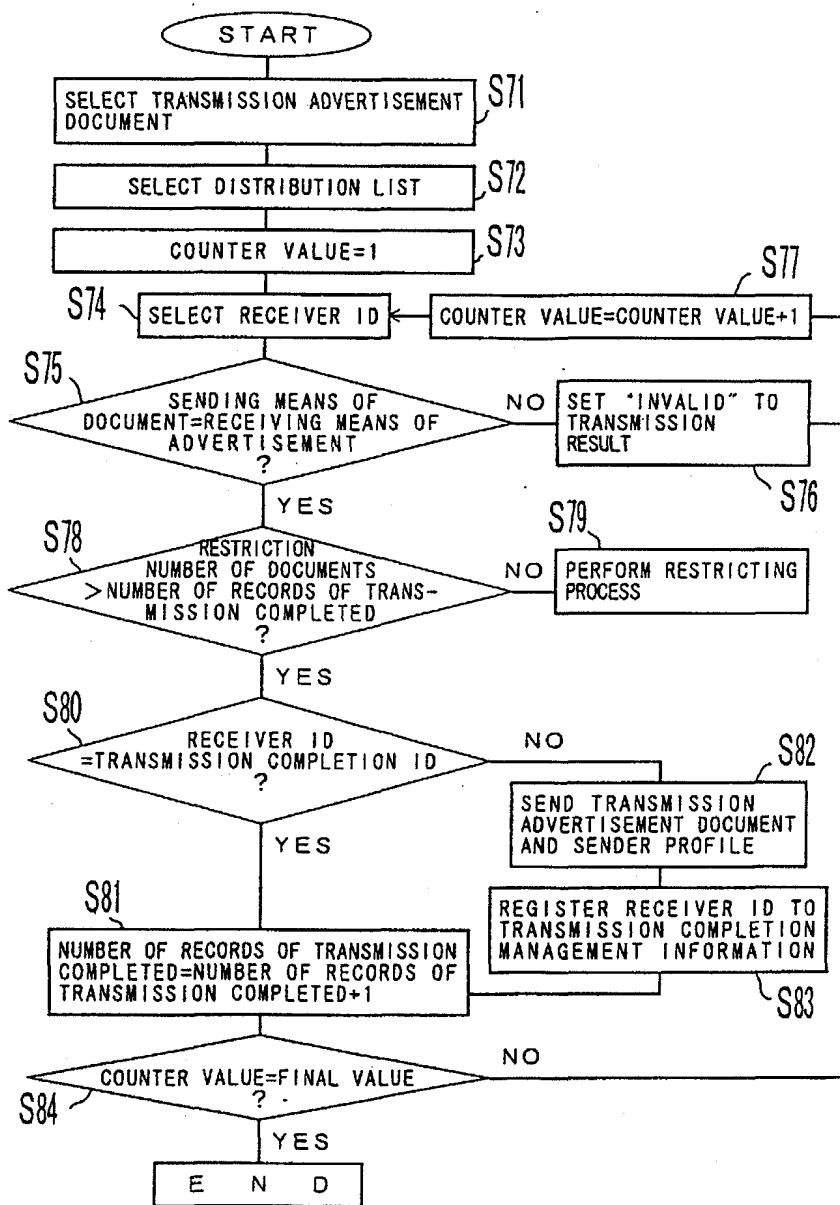 START
S71
SELECT TRANSMISSION ADVERTISEMENT
DOCUMENT
S72
SELECT DISTRIBUTION LIST
S73
COUNTER VALUE=1
S77
S74
SELECT RECEIVER ID
COUNTER VALUE=COUNTER VALUE+1
S75
SENDING MEANS OF
DOCUMENT=RECEIVING MEANS OF
ADVERTISEMENT
?
NO
SET "INVALID" TO
TRANSMISSION
RESULT
S76
YES
S78
RESTRICTION
NUMBER OF DOCUMENTS
>NUMBER OF RECORDS OF TRANS-
MISSION COMPLETED
?
NO
S79
PERFORM RESTRICTING
PROCESS
YES
S80
RECEIVER ID
=TRANSMISSION COMPLETION ID
?
NO
S82
SEND TRANSMISSION
ADVERTISEMENT DOCUMENT
AND SENDER PROFILE
YES
S81
NUMBER OF RECORDS OF TRANSMISSION
COMPLETED=NUMBER OF RECORDS OF
TRANSMISSION COMPLETED+1
REGISTER RECEIVER ID TO
TRANSMISSION COMPLETION
MANAGEMENT INFORMATION
S83
COUNTER VALUE=FINAL VALUE
?
NO
S84
YES
E N D